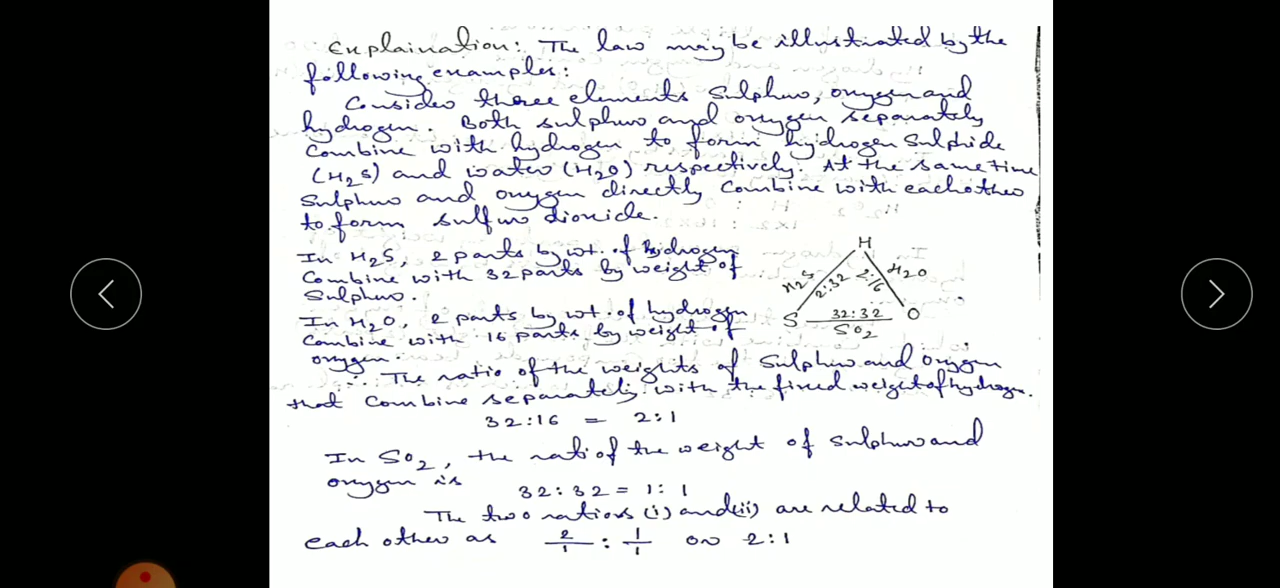 Explaination: The law may be illustrated by the
following examples:
Consider three elements Sulphur, oxygen and
hydrogen. Both sulphur and oxygen separately
Combine with hydrogen to form hydrogen Sulphide
(H2S) and water (H2O) respectively. At the same time
Sulphur and oxygen directly combine with each other
to form sulfur dioxide.
In H2S, 2 parts by wt. of hydrogen
Combine with 32 parts by weight of
Sulphur.
In H2O, 2 parts by wt. of hydrogen
Combine with 16 parts by weight of
oxygen.
H
H2S
2:32
2:16
H2O
S
32:32
O
SO2
∴ The ratio of the weights of Sulphur and oxygen
that combine separately with the fixed weight of hydrogen.
32:16 = 2:1
In SO2, the ratio of the weight of sulphur and
oxygen is
32:32 = 1:1
The two rations (i) and (ii) are related to
each other as 2/1 : 1/1 or 2:1